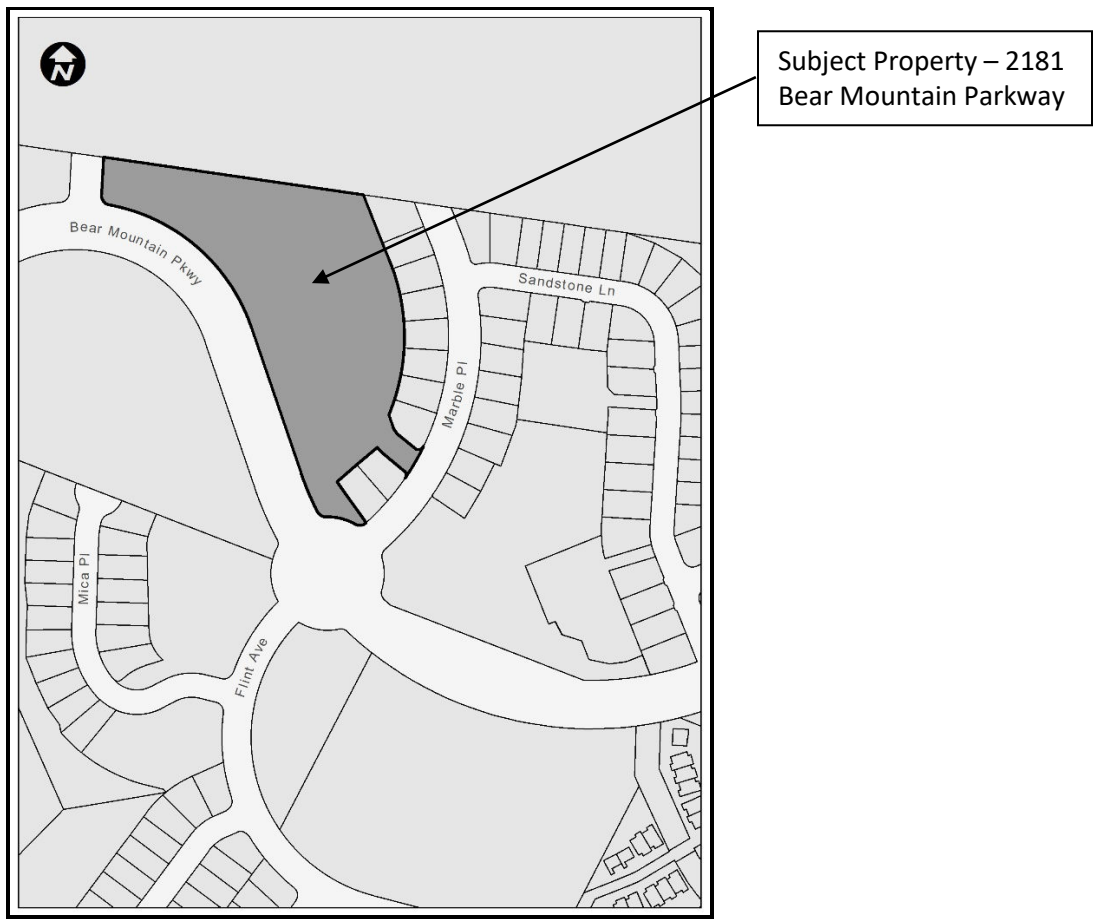 N
Subject Property – 2181
Bear Mountain Parkway
Bear Mountain Pkwy
Sandstone Ln
Marble Pl
Mica Pl
Flint Ave